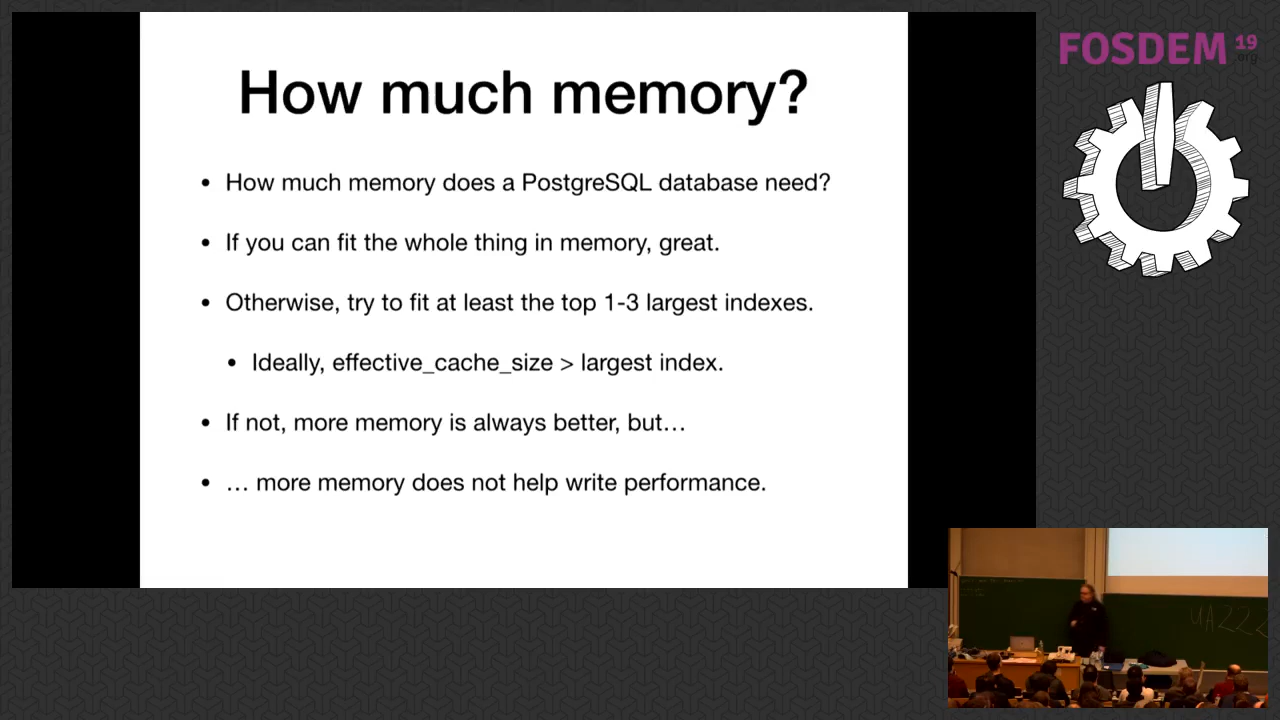 How much memory?
• How much memory does a PostgreSQL database need?
• If you can fit the whole thing in memory, great.
• Otherwise, try to fit at least the top 1-3 largest indexes.
• Ideally, effective_cache_size > largest index.
• If not, more memory is always better, but…
• … more memory does not help write performance.
FOSDEM 19
.org
UA222